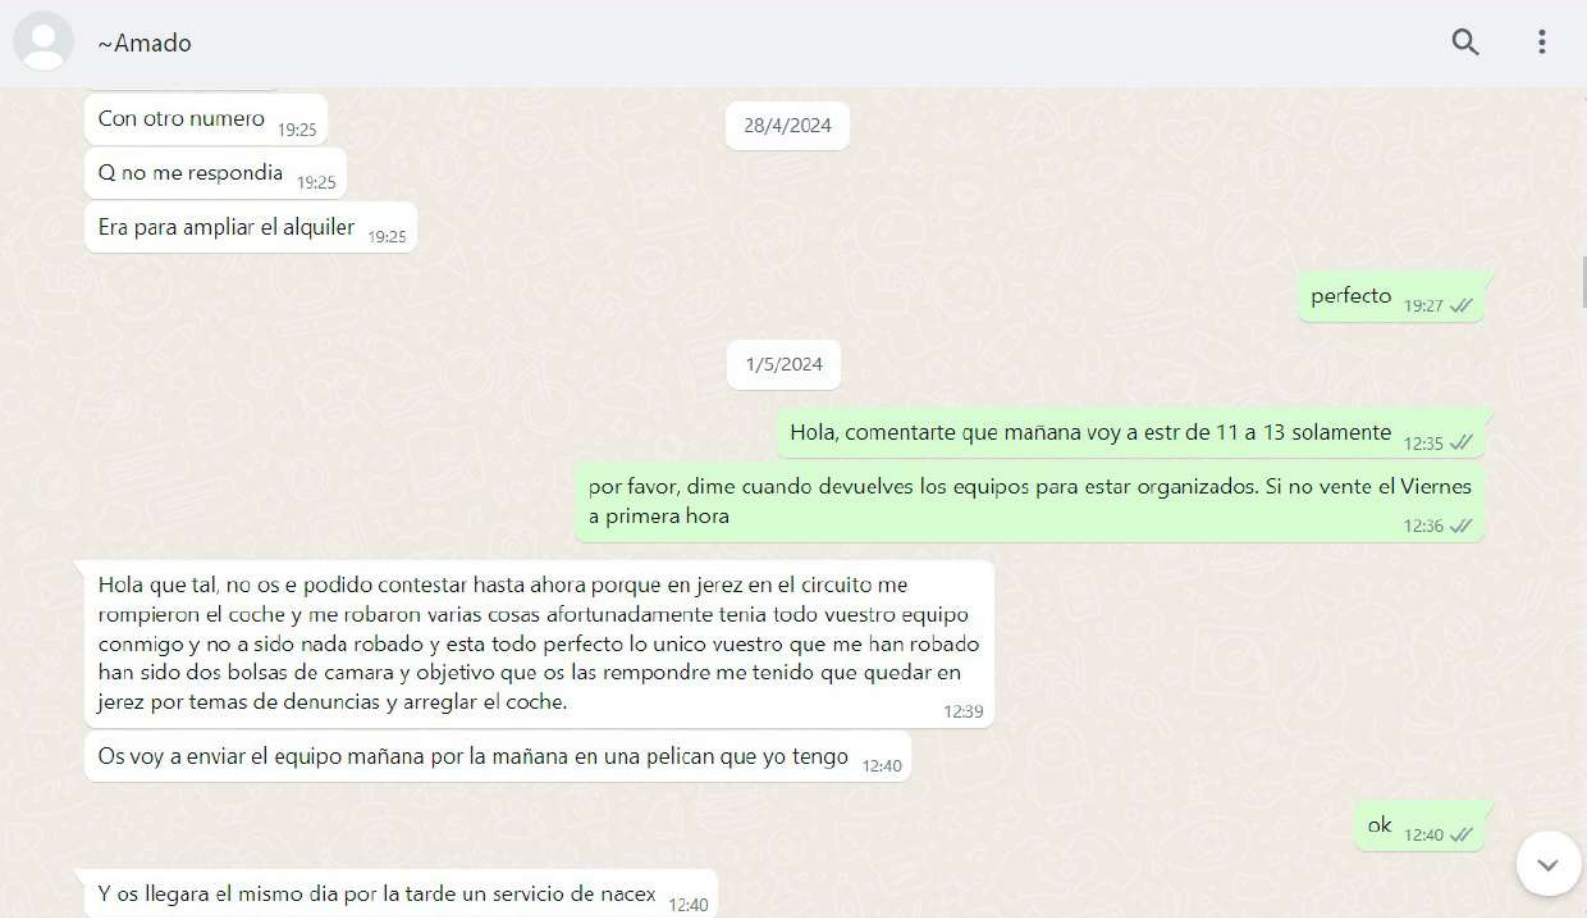 ~Amado
Con otro numero 19:25
28/4/2024
Q no me respondia 19:25
Era para ampliar el alquiler 19:25
perfecto 19:27
1/5/2024
Hola, comentarte que mañana voy a estr de 11 a 13 solamente 12:35
por favor, dime cuando devuelves los equipos para estar organizados. Si no vente el Viernes
a primera hora 12:36
Hola que tal, no os e podido contestar hasta ahora porque en jerez en el circuito me
rompieron el coche y me robaron varias cosas afortunadamente tenia todo vuestro equipo
conmigo y no a sido nada robado y esta todo perfecto lo unico vuestro que me han robado
han sido dos bolsas de camara y objetivo que os las rempondre me tenido que quedar en
jerez por temas de denuncias y arreglar el coche. 12:39
Os voy a enviar el equipo mañana por la mañana en una pelican que yo tengo 12:40
ok 12:40
Y os llegara el mismo dia por la tarde un servicio de nacex 12:40